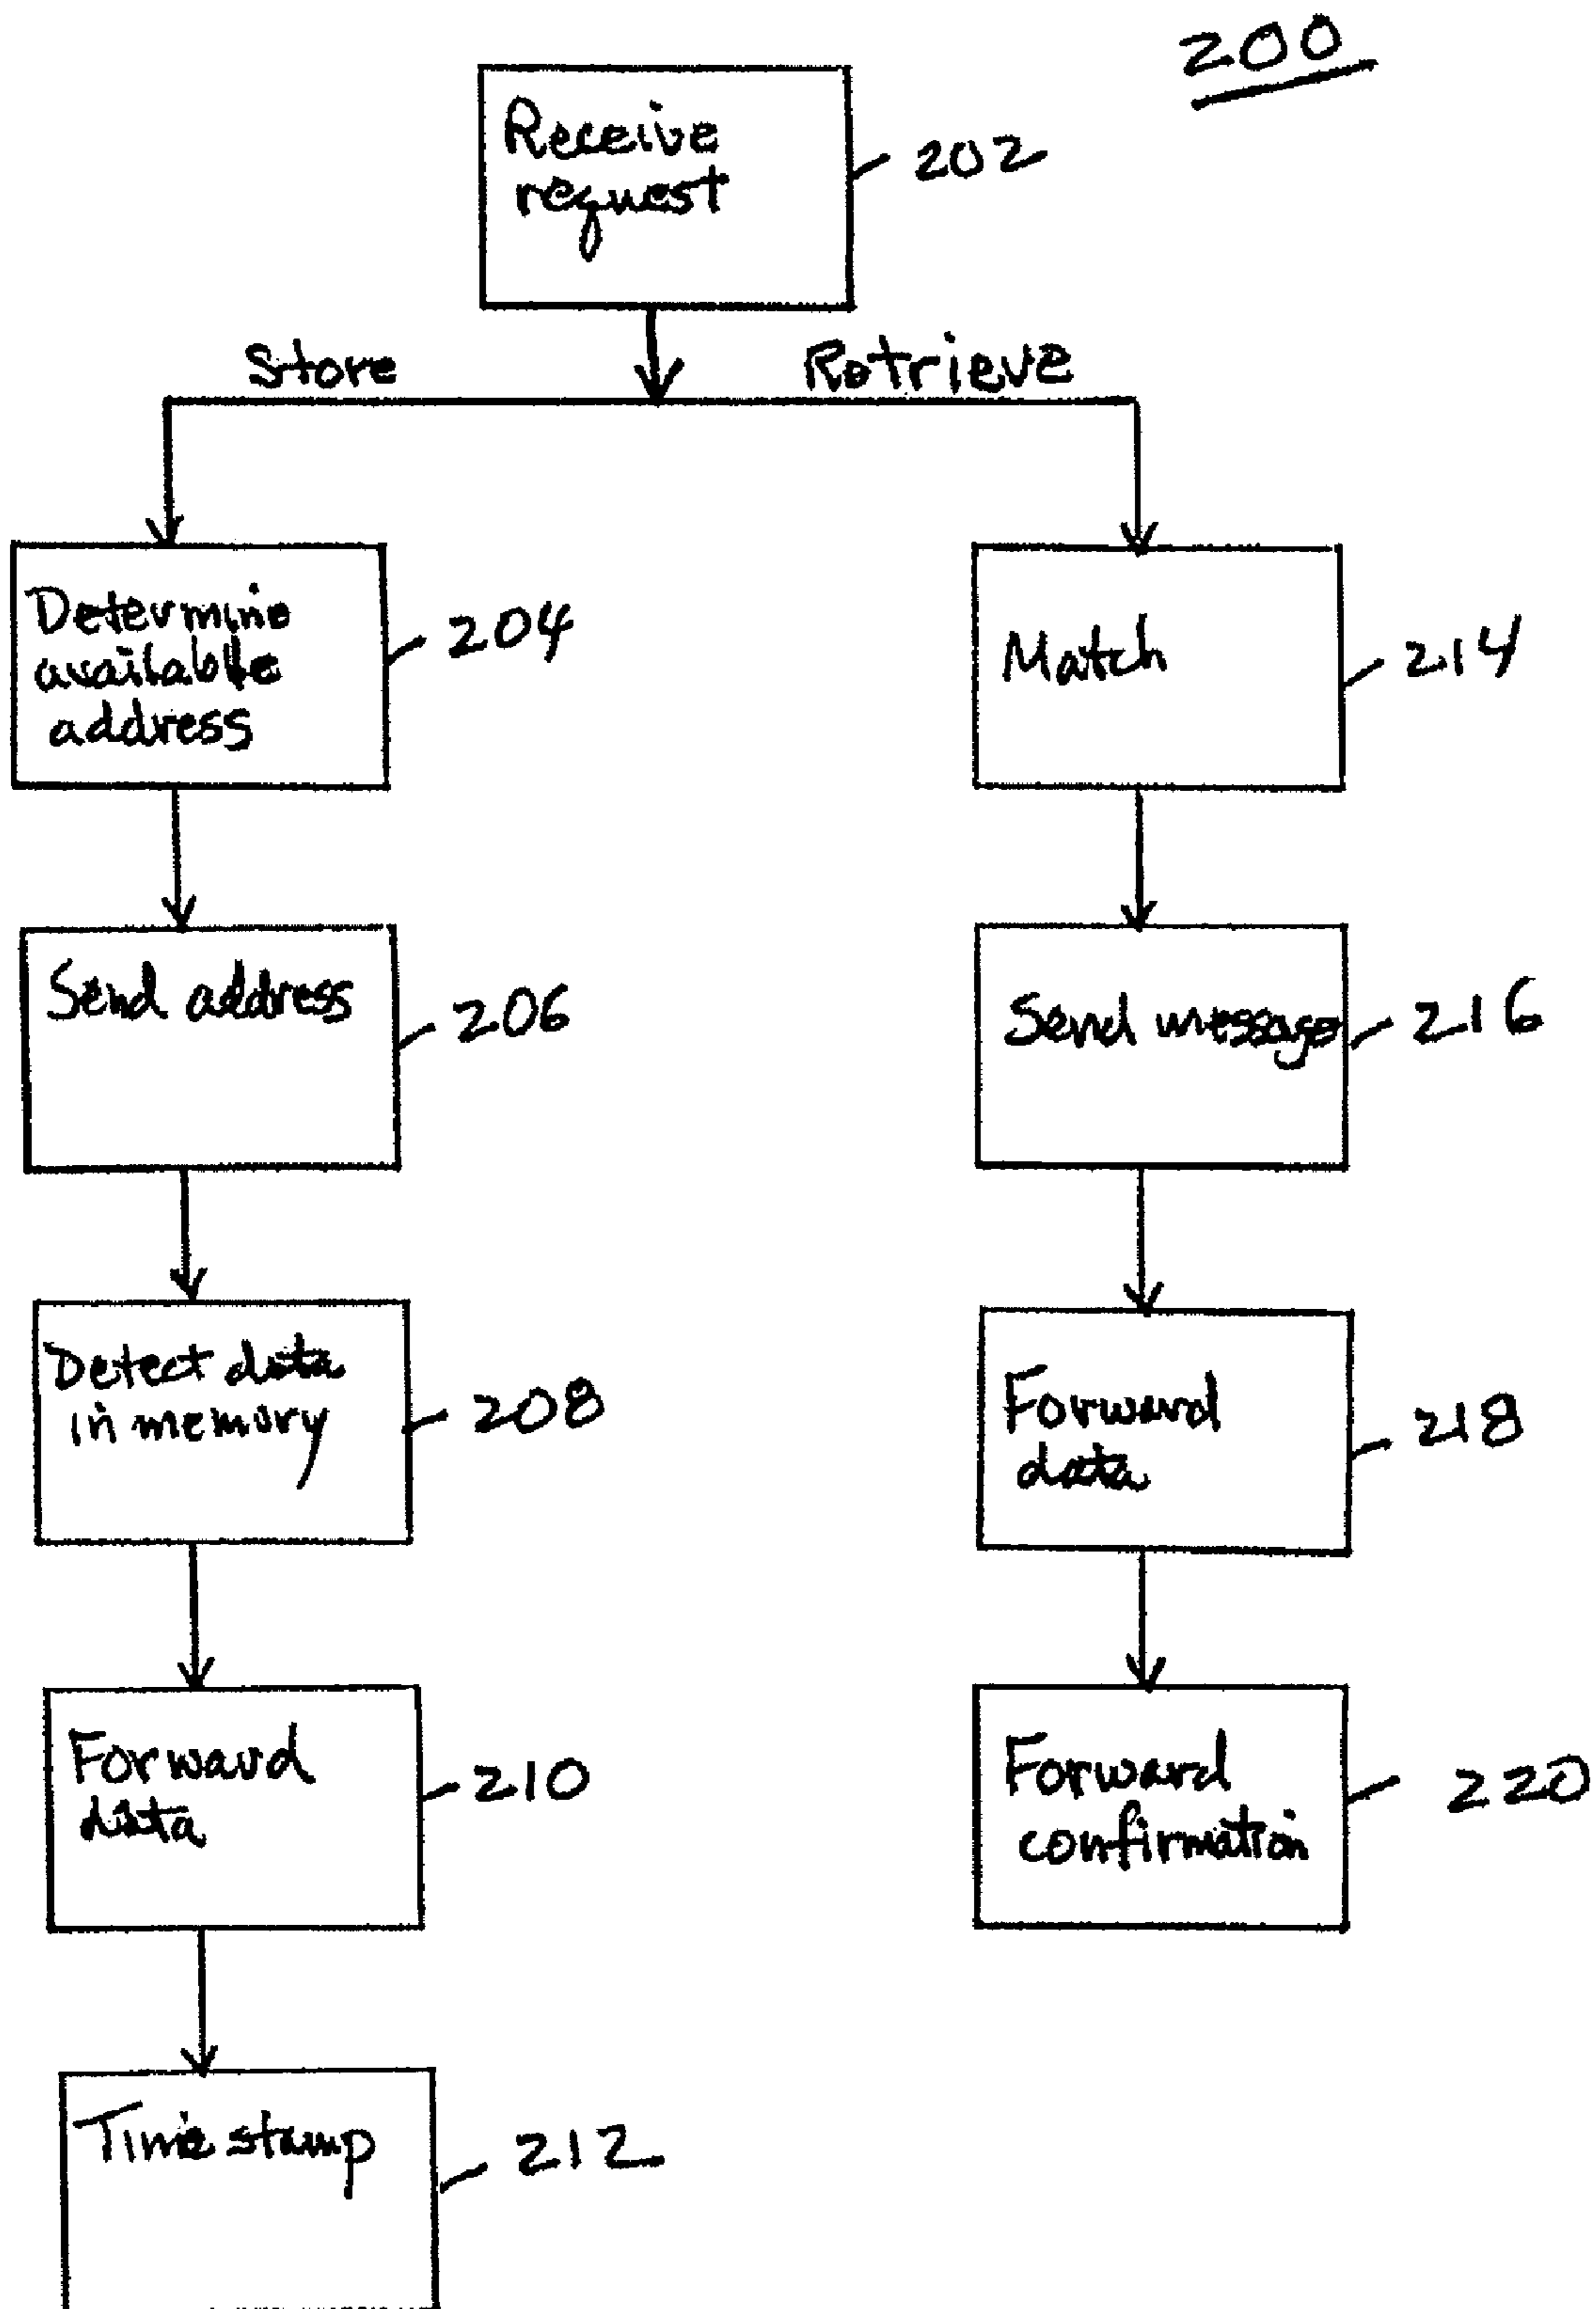 200
Receive
request
202
Store
Retrieve
Determine
available
address
204
Match
214
Send address
206
Send message
216
Detect data
in memory
208
Forward
data
218
Forward
data
210
Forward
confirmation
220
Time stamp
212